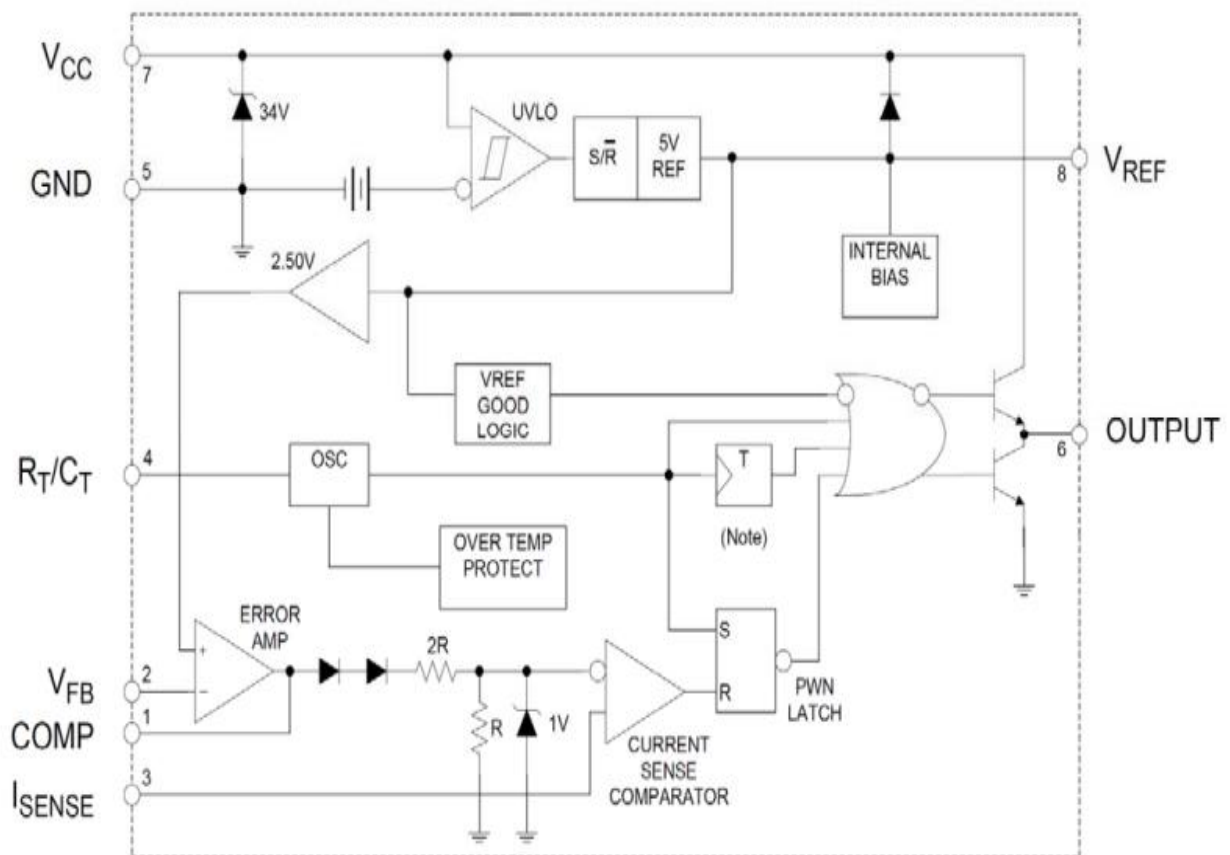 VCC
7
34V
UVLO
S/R̅
5V
REF
GND
5
VREF
8
2.50V
INTERNAL
BIAS
VREF
GOOD
LOGIC
OUTPUT
6
RT/CT
4
OSC
T
(Note)
OVER TEMP
PROTECT
ERROR
AMP
+
−
2R
S
R
PWN
LATCH
VFB
2
COMP
1
R
1V
CURRENT
SENSE
COMPARATOR
ISENSE
3